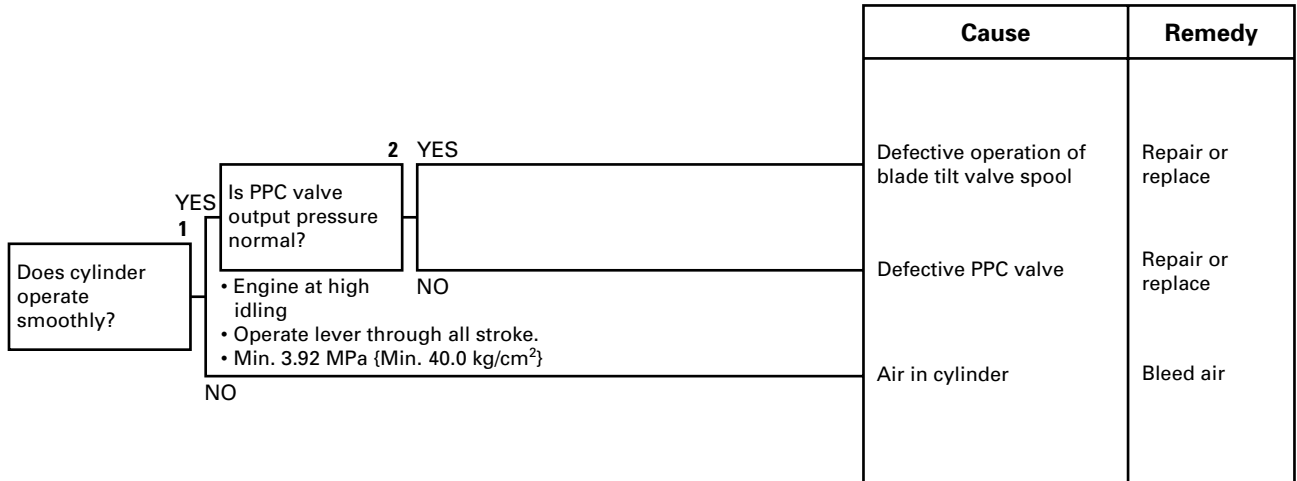 Cause Remedy
2 YES
YES
1
Is PPC valve
output pressure
normal?
Does cylinder
operate
smoothly?
• Engine at high
idling
• Operate lever through all stroke.
• Min. 3.92 MPa {Min. 40.0 kg/cm²}
NO
NO
Defective operation of
blade tilt valve spool
Repair or
replace
Defective PPC valve
Repair or
replace
Air in cylinder
Bleed air